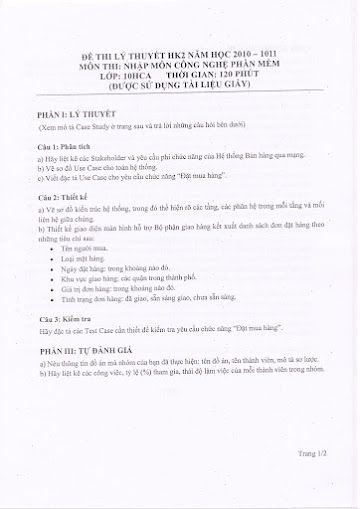 ĐỀ THI LÝ THUYẾT HK2 NĂM HỌC 2010 – 1011
MÔN THI: NHẬP MÔN CÔNG NGHỆ PHẦN MỀM
LỚP: 10HCA THỜI GIAN: 120 PHÚT
(ĐƯỢC SỬ DỤNG TÀI LIỆU GIẤY)
PHẦN I: LÝ THUYẾT
(Xem mô tả Case Study ở trang sau và trả lời những câu hỏi bên dưới)
Câu 1: Phân tích
a) Hãy liệt kê các Stakeholder và yêu cầu phi chức năng của Hệ thống Bán hàng qua mạng.
b) Vẽ sơ đồ Use Case cho toàn hệ thống.
c) Viết đặc tả Use Case cho yêu cầu chức năng "Đặt mua hàng".
Câu 2: Thiết kế
a) Vẽ sơ đồ kiến trúc hệ thống, trong đó thể hiện rõ các tầng, các phân hệ trong mỗi tầng và mối
liên hệ giữa chúng.
b) Thiết kế giao diện màn hình hỗ trợ Bộ phận giao hàng kết xuất danh sách đơn đặt hàng theo
những tiêu chí sau:
• Tên người mua.
• Loại mặt hàng.
• Ngày đặt hàng: trong khoảng nào đó.
• Khu vực giao hàng: các quận trong thành phố.
• Giá trị đơn hàng: trong khoảng nào đó.
• Tình trạng đơn hàng: đã giao, sẵn sàng giao, chưa sẵn sàng.
Câu 3: Kiểm tra
Hãy đặc tả các Test Case cần thiết để kiểm tra yêu cầu chức năng "Đặt mua hàng".
PHẦN III: TỰ ĐÁNH GIÁ
a) Nêu thông tin đồ án mà nhóm của bạn đã thực hiện: tên đồ án, tên thành viên, mô tả sơ lược.
b) Hãy liệt kê các công việc, tỷ lệ (%) tham gia, thái độ làm việc của mỗi thành viên trong nhóm.
Trang 1/2